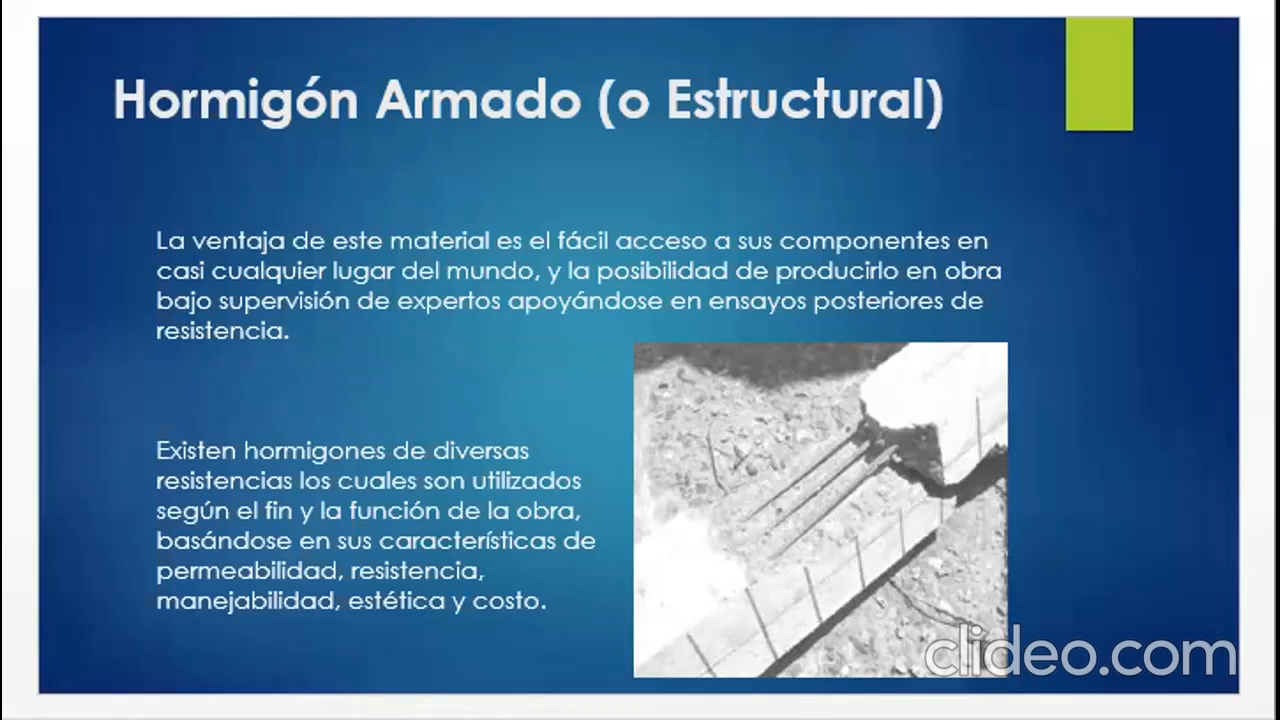 Hormigón Armado (o Estructural)
La ventaja de este material es el fácil acceso a sus componentes en
casi cualquier lugar del mundo, y la posibilidad de producirlo en obra
bajo supervisión de expertos apoyándose en ensayos posteriores de
resistencia.
Existen hormigones de diversas
resistencias los cuales son utilizados
según el fin y la función de la obra,
basándose en sus características de
permeabilidad, resistencia,
manejabilidad, estética y costo.
clideo.com